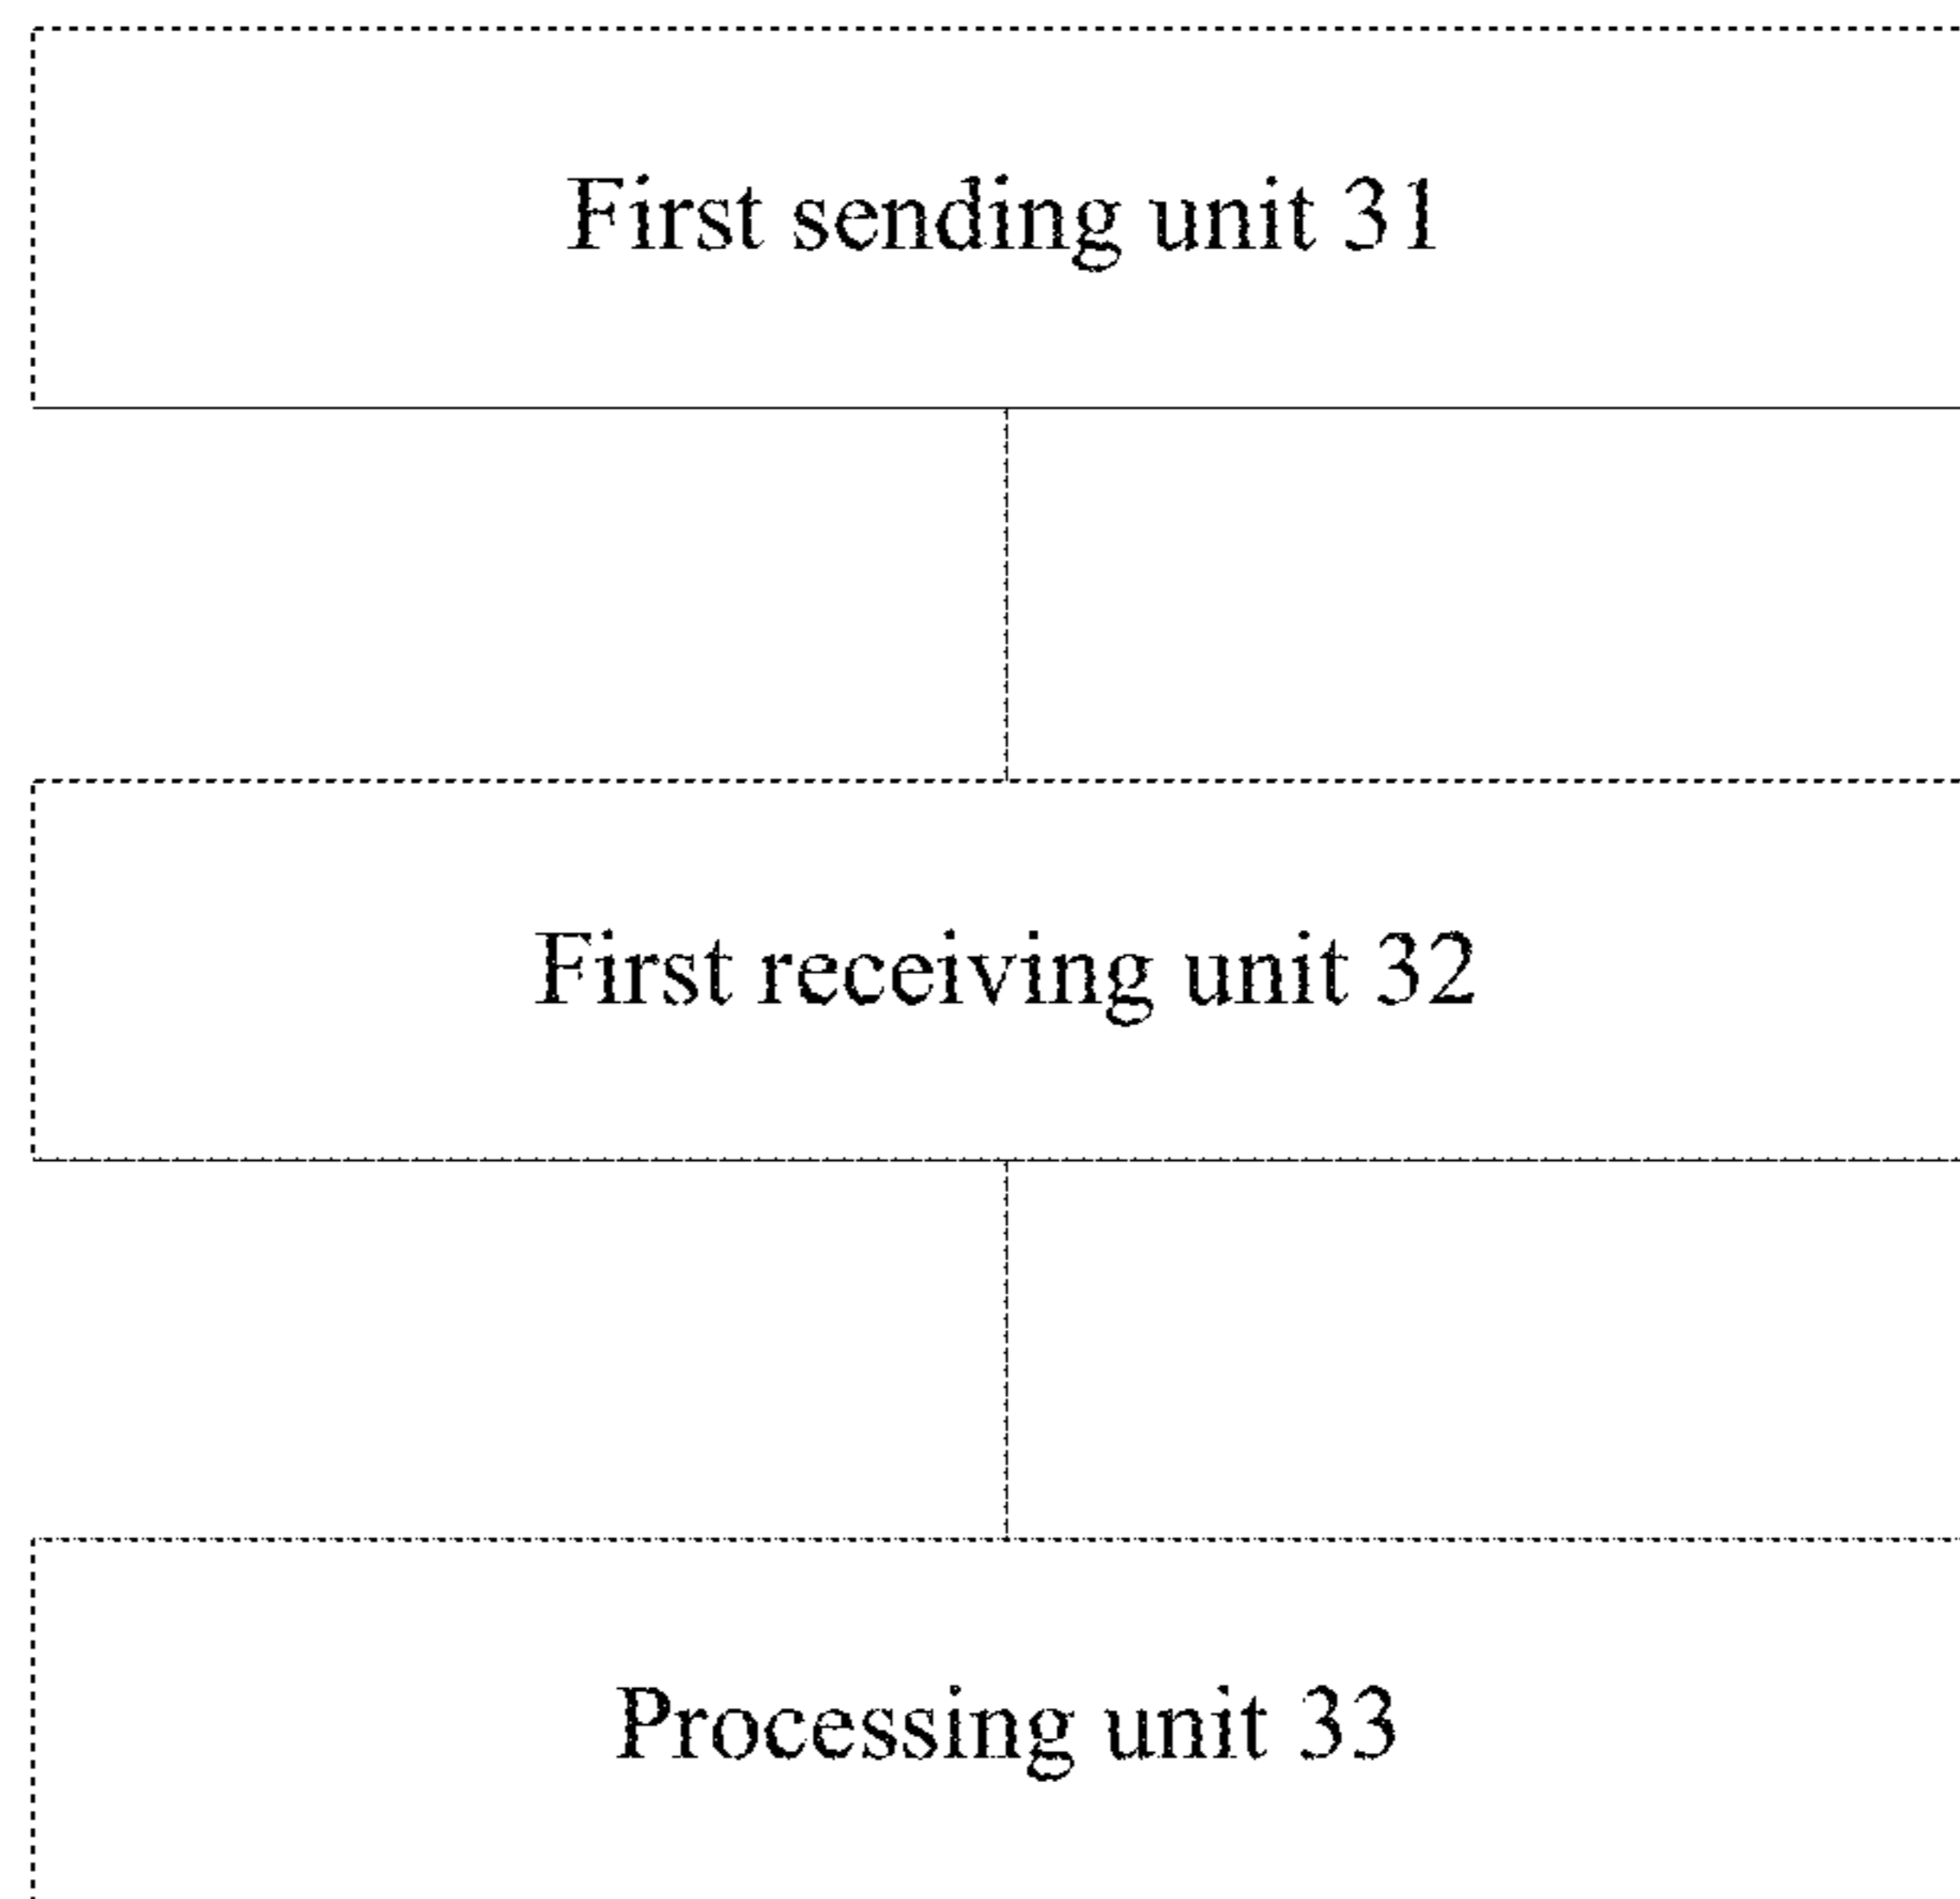 First sending unit 31
First receiving unit 32
Processing unit 33